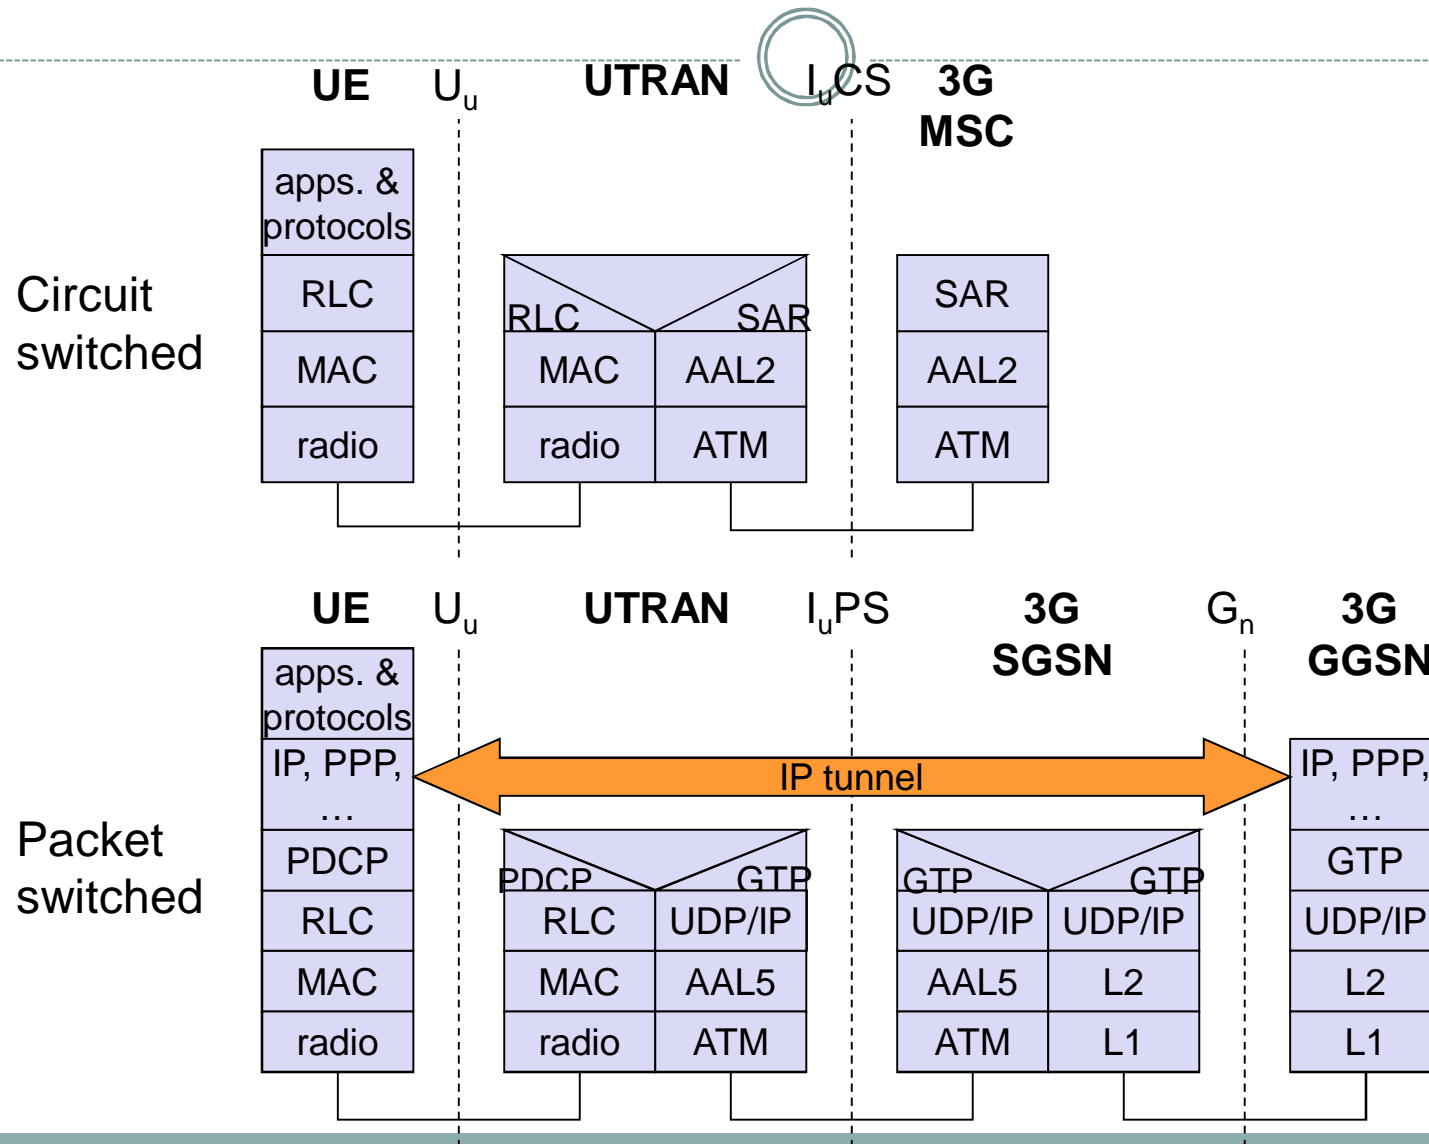 UE Uu UTRAN IuCS 3G
MSC
apps. &
protocols
Circuit
switched
RLC RLC SAR SAR
MAC MAC AAL2 AAL2
radio radio ATM ATM
UE Uu UTRAN IuPS 3G Gn 3G
SGSN GGSN
apps. &
protocols
IP, PPP, IP tunnel IP, PPP,
… …
Packet
switched
PDCP PDCP GTP GTP GTP GTP
RLC RLC UDP/IP UDP/IP UDP/IP UDP/IP
MAC MAC AAL5 AAL5 L2 L2
radio radio ATM ATM L1 L1